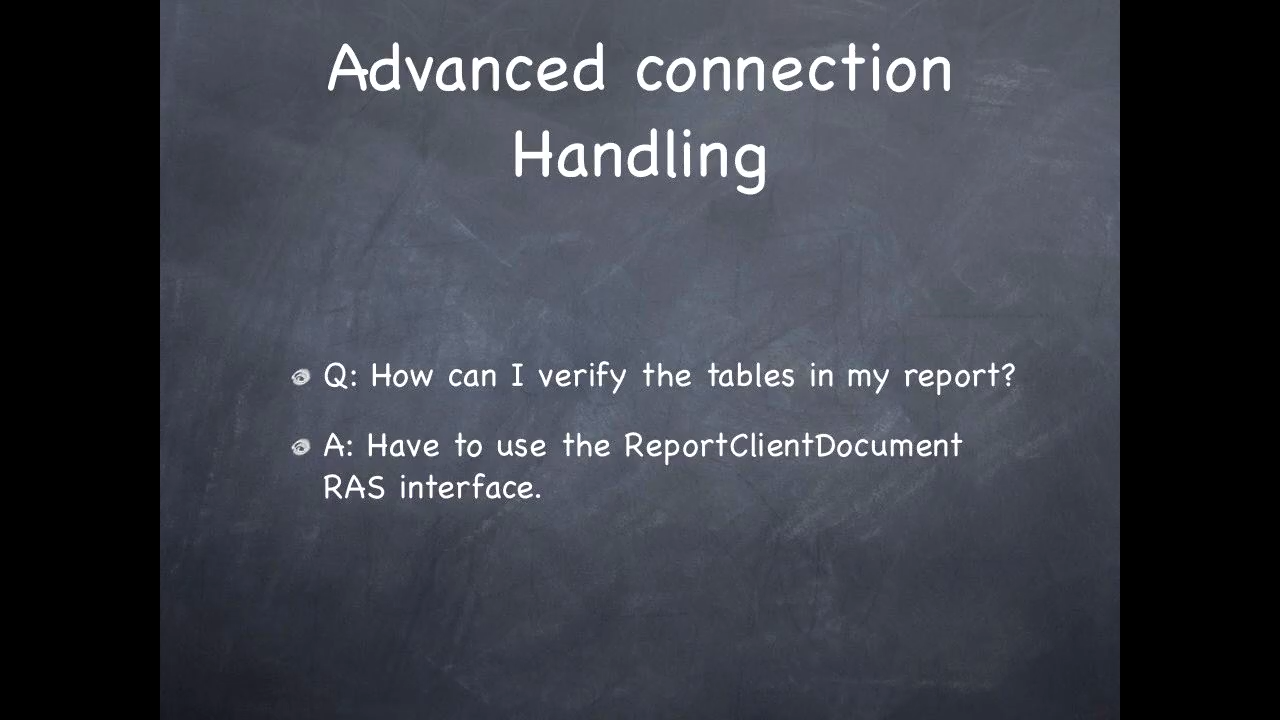 Advanced connection
Handling
Q: How can I verify the tables in my report?
A: Have to use the ReportClientDocument
RAS interface.